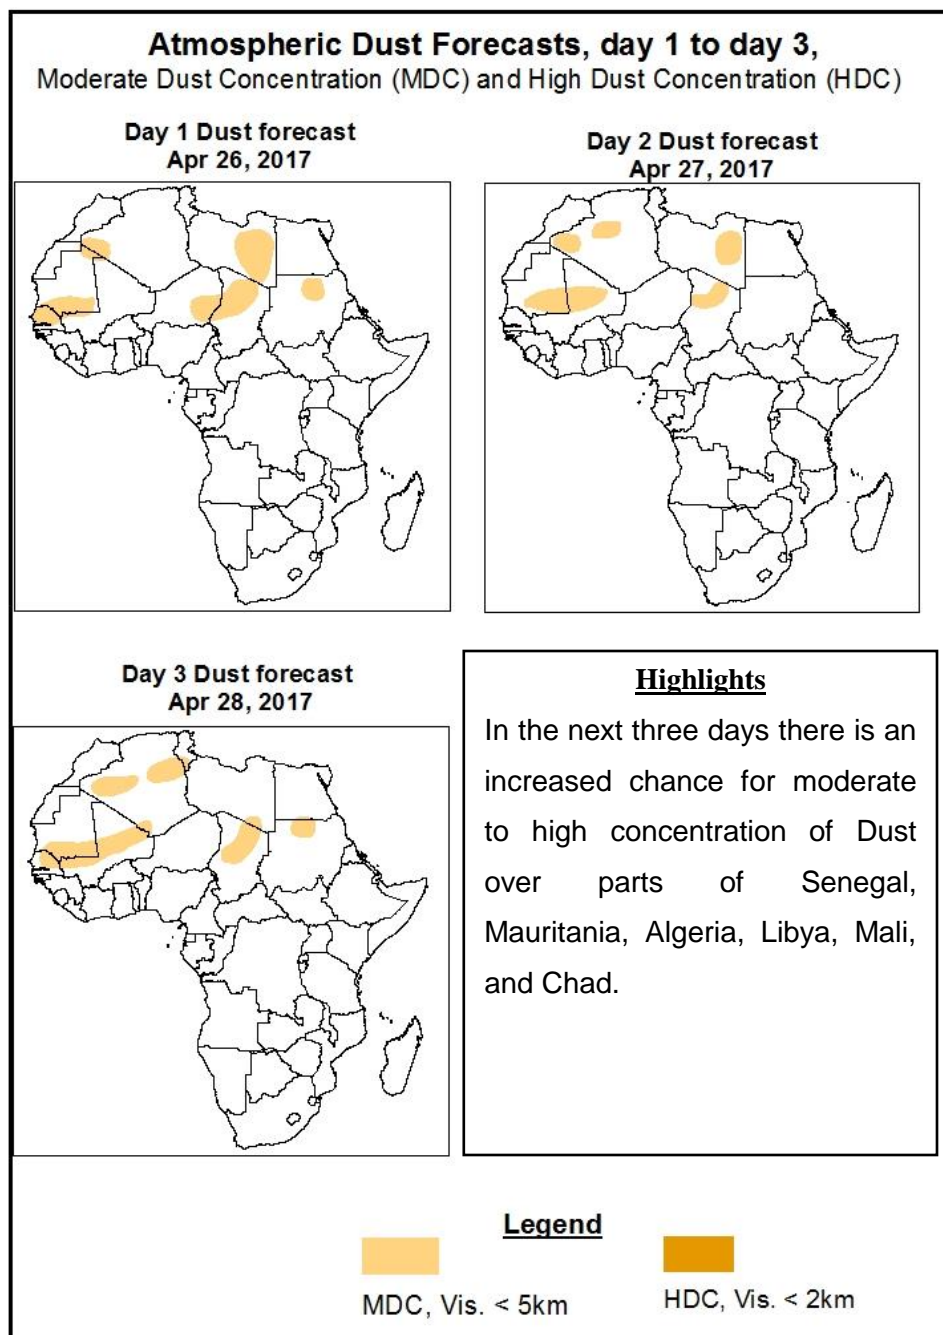 Atmospheric Dust Forecasts, day 1 to day 3,
Moderate Dust Concentration (MDC) and High Dust Concentration (HDC)
Day 1 Dust forecast
Apr 26, 2017
Day 2 Dust forecast
Apr 27, 2017
Day 3 Dust forecast
Apr 28, 2017
Highlights
In the next three days there is an
increased chance for moderate
to high concentration of Dust
over parts of Senegal,
Mauritania, Algeria, Libya, Mali,
and Chad.
Legend
MDC, Vis. < 5km
HDC, Vis. < 2km